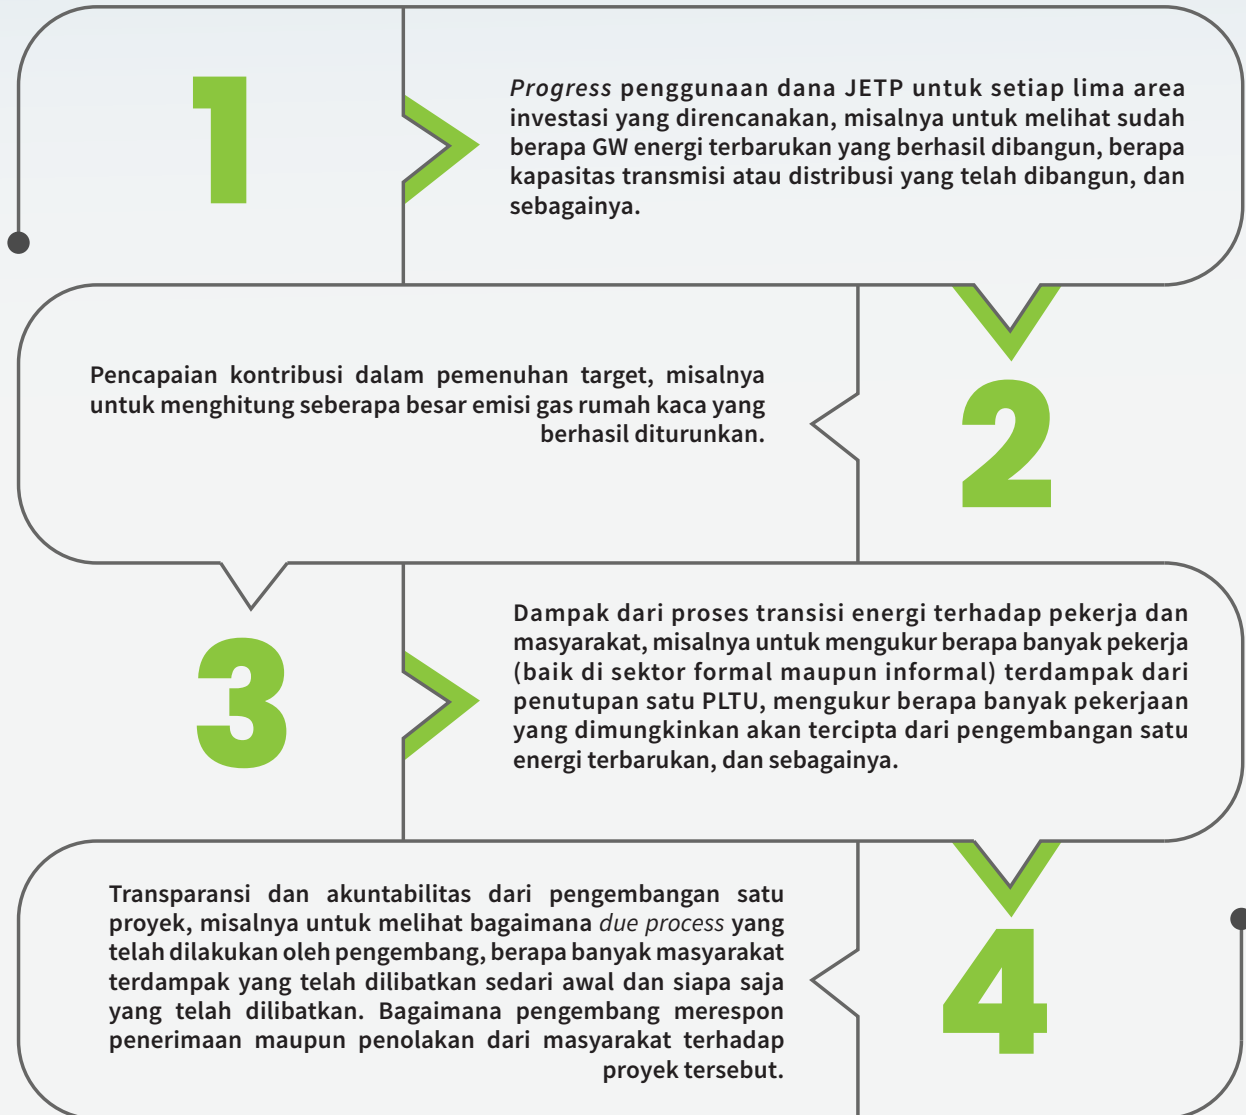 1
Progress penggunaan dana JETP untuk setiap lima area
investasi yang direncanakan, misalnya untuk melihat sudah
berapa GW energi terbarukan yang berhasil dibangun, berapa
kapasitas transmisi atau distribusi yang telah dibangun, dan
sebagainya.
Pencapaian kontribusi dalam pemenuhan target, misalnya
untuk menghitung seberapa besar emisi gas rumah kaca yang
berhasil diturunkan.
2
3
Dampak dari proses transisi energi terhadap pekerja dan
masyarakat, misalnya untuk mengukur berapa banyak pekerja
(baik di sektor formal maupun informal) terdampak dari
penutupan satu PLTU, mengukur berapa banyak pekerjaan
yang dimungkinkan akan tercipta dari pengembangan satu
energi terbarukan, dan sebagainya.
Transparansi dan akuntabilitas dari pengembangan satu
proyek, misalnya untuk melihat bagaimana due process yang
telah dilakukan oleh pengembang, berapa banyak masyarakat
terdampak yang telah dilibatkan sedari awal dan siapa saja
yang telah dilibatkan. Bagaimana pengembang merespon
penerimaan maupun penolakan dari masyarakat terhadap
proyek tersebut.
4